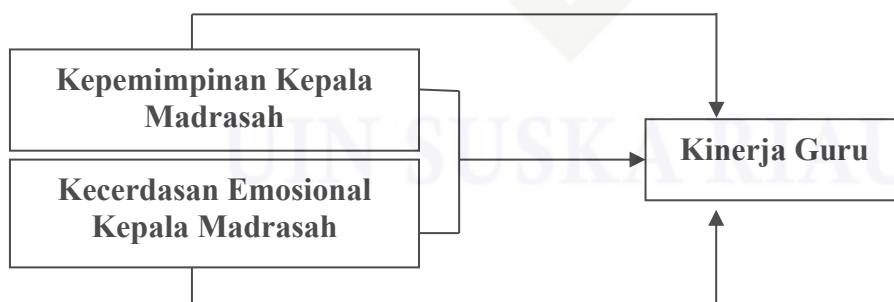 Kepemimpinan Kepala
Madrasah
Kinerja Guru
Kecerdasan Emosional
Kepala Madrasah
UIN SUSKA RIAU